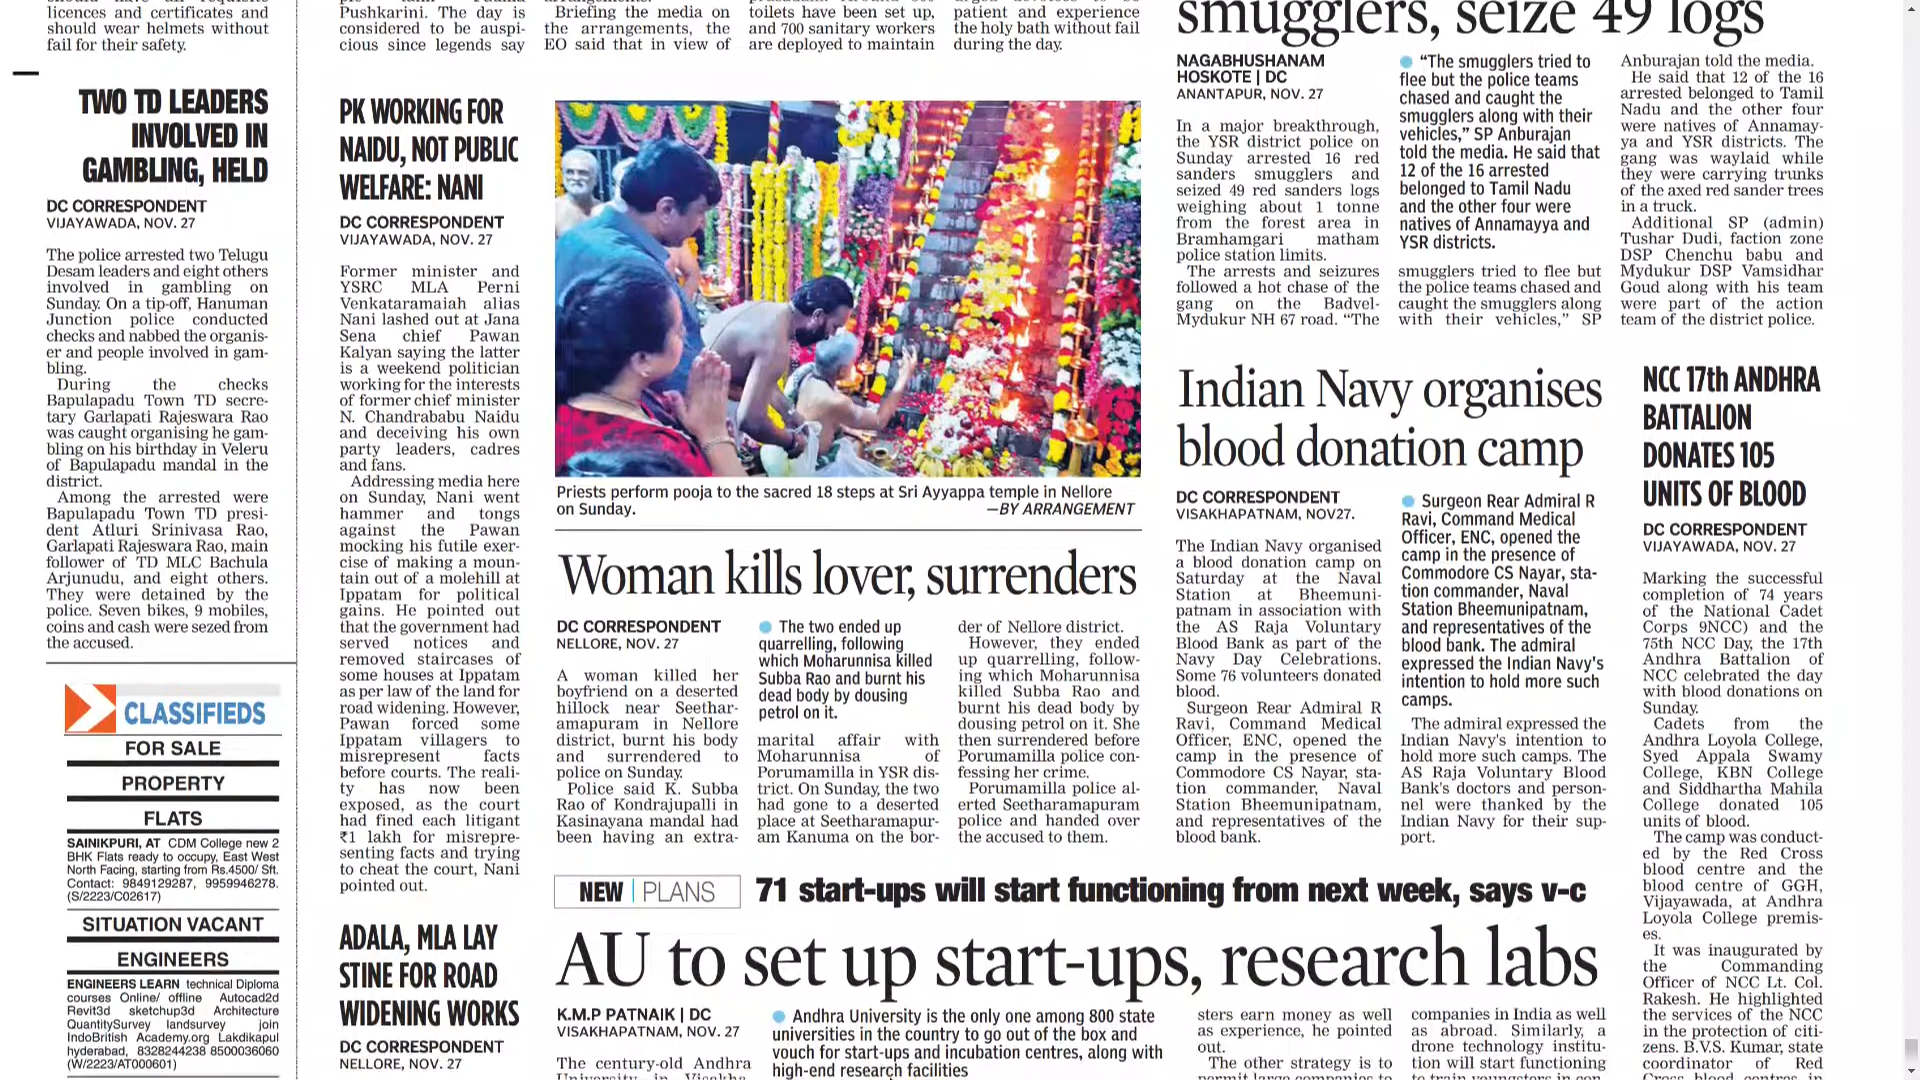 licences and certificates and
should wear helmets without
fail for their safety.
TWO TD LEADERS
INVOLVED IN
GAMBLING, HELD
DC CORRESPONDENT
VIJAYAWADA, NOV. 27
The police arrested two Telugu
Desam leaders and eight others
involved in gambling on
Sunday. On a tip-off, Hanuman
Junction police conducted
checks and nabbed the organis-
er and people involved in gam-
bling.
During the checks
Bapulapadu Town TD secre-
tary Garlapati Rajeswara Rao
was caught organising he gam-
bling on his birthday in Veleru
of Bapulapadu mandal in the
district.
Among the arrested were
Bapulapadu Town TD presi-
dent Atluri Srinivasa Rao,
Garlapati Rajeswara Rao, main
follower of TD MLC Bachula
Arjunudu, and eight others.
They were detained by the
police. Seven bikes, 9 mobiles,
coins and cash were sezed from
the accused.
CLASSIFIEDS
FOR SALE
PROPERTY
FLATS
SAINIKPURI, AT CDM College new 2
BHK Flats ready to occupy, East West
North Facing, starting from Rs.4500/ Sft.
Contact: 9849129287, 9959946278.
(S/2223/C02617)
SITUATION VACANT
ENGINEERS
ENGINEERS LEARN technical Diploma
courses Online/ offline Autocad2d
Revit3d sketchup3d Architecture
QuantitySurvey landsurvey join
IndoBritish Academy.org Lakdikapul
hyderabad, 8328244238 8500036060
(W/2223/AT000601)
Pushkarini. The day is
considered to be auspi-
cious since legends say
PK WORKING FOR
NAIDU, NOT PUBLIC
WELFARE: NANI
DC CORRESPONDENT
VIJAYAWADA, NOV. 27
Former minister and
YSRC MLA Perni
Venkataramaiah alias
Nani lashed out at Jana
Sena chief Pawan
Kalyan saying the latter
is a weekend politician
working for the interests
of former chief minister
N. Chandrababu Naidu
and deceiving his own
party leaders, cadres
and fans.
Addressing media here
on Sunday, Nani went
hammer and tongs
against the Pawan
mocking his futile exer-
cise of making a moun-
tain out of a molehill at
Ippatam for political
gains. He pointed out
that the government had
served notices and
removed staircases of
some houses at Ippatam
as per law of the land for
road widening. However,
Pawan forced some
Ippatam villagers to
misrepresent facts
before courts. The reali-
ty has now been
exposed, as the court
had fined each litigant
₹1 lakh for misrepre-
senting facts and trying
to cheat the court, Nani
pointed out.
ADALA, MLA LAY
STINE FOR ROAD
WIDENING WORKS
DC CORRESPONDENT
NELLORE, NOV. 27
Briefing the media on
the arrangements, the
EO said that in view of
toilets have been set up,
and 700 sanitary workers
are deployed to maintain
patient and experience
the holy bath without fail
during the day.
Priests perform pooja to the sacred 18 steps at Sri Ayyappa temple in Nellore
on Sunday. —BY ARRANGEMENT
Woman kills lover, surrenders
DC CORRESPONDENT
NELLORE, NOV. 27
A woman killed her
boyfriend on a deserted
hillock near Seethar-
amapuram in Nellore
district, burnt his body
and surrendered to
police on Sunday.
Police said K. Subba
Rao of Kondrajupalli in
Kasinayana mandal had
been having an extra-
The two ended up
quarrelling, following
which Moharunnisa killed
Subba Rao and burnt his
dead body by dousing
petrol on it.
marital affair with
Moharunnisa of
Porumamilla in YSR dis-
trict. On Sunday, the two
had gone to a deserted
place at Seetharamapur-
am Kanuma on the bor-
der of Nellore district.
However, they ended
up quarrelling, follow-
ing which Moharunnisa
killed Subba Rao and
burnt his dead body by
dousing petrol on it. She
then surrendered before
Porumamilla police con-
fessing her crime.
Porumamilla police al-
erted Seetharamapuram
police and handed over
the accused to them.
smugglers, seize 49 logs
NAGABHUSHANAM
HOSKOTE | DC
ANANTAPUR, NOV. 27
In a major breakthrough,
the YSR district police on
Sunday arrested 16 red
sanders smugglers and
seized 49 red sanders logs
weighing about 1 tonne
from the forest area in
Bramhamgari matham
police station limits.
The arrests and seizures
followed a hot chase of the
gang on the Badvel-
Mydukur NH 67 road. “The
“The smugglers tried to
flee but the police teams
chased and caught the
smugglers along with their
vehicles,” SP Anburajan
told the media. He said that
12 of the 16 arrested
belonged to Tamil Nadu
and the other four were
natives of Annamayya and
YSR districts.
smugglers tried to flee but
the police teams chased and
caught the smugglers along
with their vehicles,” SP
Anburajan told the media.
He said that 12 of the 16
arrested belonged to Tamil
Nadu and the other four
were natives of Annamay-
ya and YSR districts. The
gang was waylaid while
they were carrying trunks
of the axed red sander trees
in a truck.
Additional SP (admin)
Tushar Dudi, faction zone
DSP Chenchu babu and
Mydukur DSP Vamsidhar
Goud along with his team
were part of the action
team of the district police.
Indian Navy organises
blood donation camp
DC CORRESPONDENT
VISAKHAPATNAM, NOV27.
The Indian Navy organised
a blood donation camp on
Saturday at the Naval
Station at Bheemuni-
patnam in association with
the AS Raja Voluntary
Blood Bank as part of the
Navy Day Celebrations.
Some 76 volunteers donated
blood.
Surgeon Rear Admiral R
Ravi, Command Medical
Officer, ENC, opened the
camp in the presence of
Commodore CS Nayar, sta-
tion commander, Naval
Station Bheemunipatnam,
and representatives of the
blood bank.
Surgeon Rear Admiral R
Ravi, Command Medical
Officer, ENC, opened the
camp in the presence of
Commodore CS Nayar, sta-
tion commander, Naval
Station Bheemunipatnam,
and representatives of the
blood bank. The admiral
expressed the Indian Navy's
intention to hold more such
camps.
The admiral expressed the
Indian Navy's intention to
hold more such camps. The
AS Raja Voluntary Blood
Bank's doctors and person-
nel were thanked by the
Indian Navy for their sup-
port.
NCC 17th ANDHRA
BATTALION
DONATES 105
UNITS OF BLOOD
DC CORRESPONDENT
VIJAYAWADA, NOV. 27
Marking the successful
completion of 74 years
of the National Cadet
Corps 9NCC) and the
75th NCC Day, the 17th
Andhra Battalion of
NCC celebrated the day
with blood donations on
Sunday.
Cadets from the
Andhra Loyola College,
Syed Appala Swamy
College, KBN College
and Siddhartha Mahila
College donated 105
units of blood.
The camp was conduct-
ed by the Red Cross
blood centre and the
blood centre of GGH,
Vijayawada, at Andhra
Loyola College premis-
es.
It was inaugurated by
the Commanding
Officer of NCC Lt. Col.
Rakesh. He highlighted
the services of the NCC
in the protection of citi-
zens. B.V.S. Kumar, state
coordinator of Red
NEW | PLANS
71 start-ups will start functioning from next week, says v-c
AU to set up start-ups, research labs
K.M.P PATNAIK | DC
VISAKHAPATNAM, NOV. 27
The century-old Andhra
Andhra University is the only one among 800 state
universities in the country to go out of the box and
vouch for start-ups and incubation centres, along with
high-end research facilities
sters earn money as well
as experience, he pointed
out.
The other strategy is to
companies in India as well
as abroad. Similarly, a
drone technology institu-
tion will start functioning